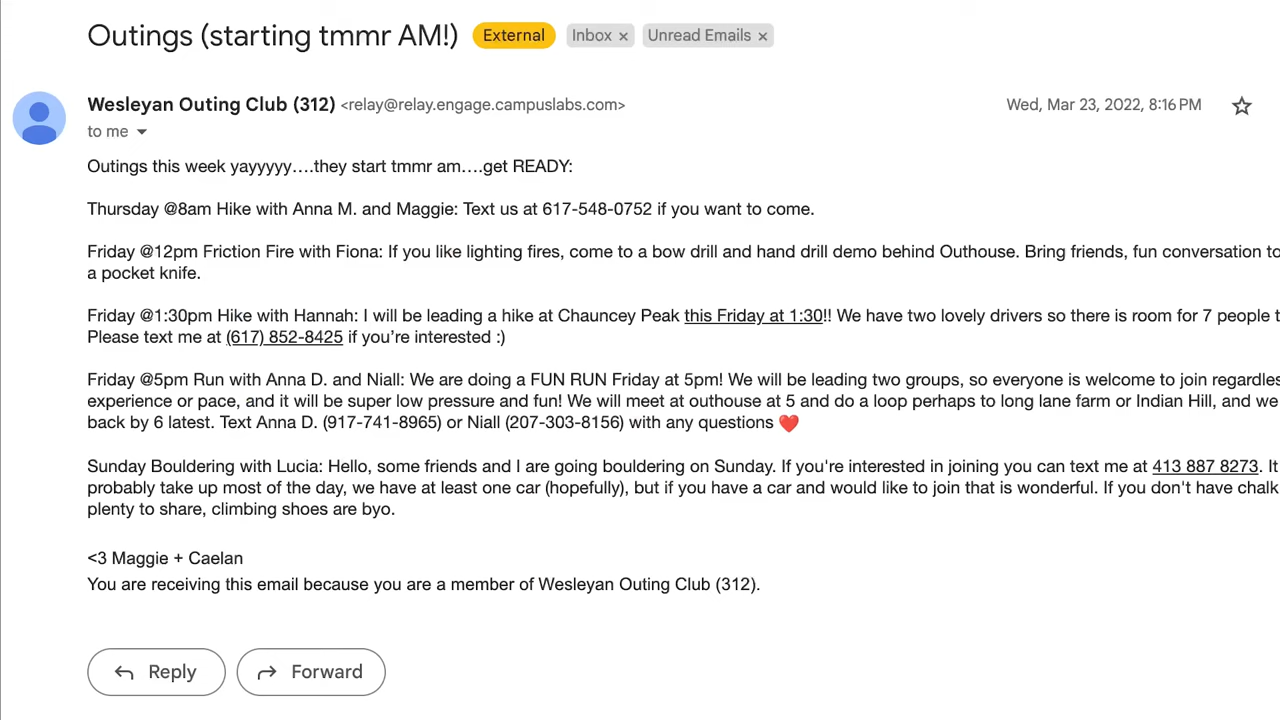 Outings (starting tmmr AM!) External Inbox × Unread Emails ×
Wesleyan Outing Club (312) <relay@relay.engage.campuslabs.com> Wed, Mar 23, 2022, 8:16 PM
to me
Outings this week yayyyyy….they start tmmr am….get READY:
Thursday @8am Hike with Anna M. and Maggie: Text us at 617-548-0752 if you want to come.
Friday @12pm Friction Fire with Fiona: If you like lighting fires, come to a bow drill and hand drill demo behind Outhouse. Bring friends, fun conversation to
a pocket knife.
Friday @1:30pm Hike with Hannah: I will be leading a hike at Chauncey Peak this Friday at 1:30!! We have two lovely drivers so there is room for 7 people t
Please text me at (617) 852-8425 if you’re interested :)
Friday @5pm Run with Anna D. and Niall: We are doing a FUN RUN Friday at 5pm! We will be leading two groups, so everyone is welcome to join regardles
experience or pace, and it will be super low pressure and fun! We will meet at outhouse at 5 and do a loop perhaps to long lane farm or Indian Hill, and we
back by 6 latest. Text Anna D. (917-741-8965) or Niall (207-303-8156) with any questions ❤️
Sunday Bouldering with Lucia: Hello, some friends and I are going bouldering on Sunday. If you're interested in joining you can text me at 413 887 8273. It
probably take up most of the day, we have at least one car (hopefully), but if you have a car and would like to join that is wonderful. If you don't have chalk
plenty to share, climbing shoes are byo.
<3 Maggie + Caelan
You are receiving this email because you are a member of Wesleyan Outing Club (312).
Reply Forward